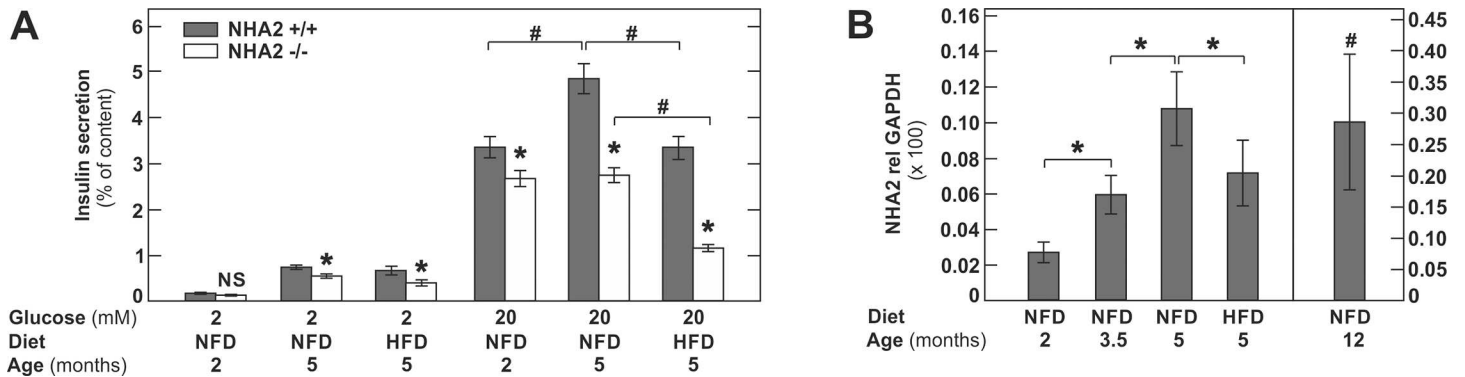 A
Insulin secretion
(% of content)
6
5
4
3
2
1
0
NHA2 +/+
NHA2 -/-
#
#
#
NS
*
*
*
*
*
Glucose (mM) 2 2 2 20 20 20
Diet NFD NFD HFD NFD NFD HFD
Age (months) 2 5 5 2 5 5
B
NHA2 rel GAPDH
(x 100)
0.16
0.14
0.12
0.10
0.08
0.06
0.04
0.02
0
*
*
*
#
0.45
0.40
0.35
0.30
0.25
0.20
0.15
0.10
0.05
0
Diet NFD NFD NFD HFD NFD
Age (months) 2 3.5 5 5 12